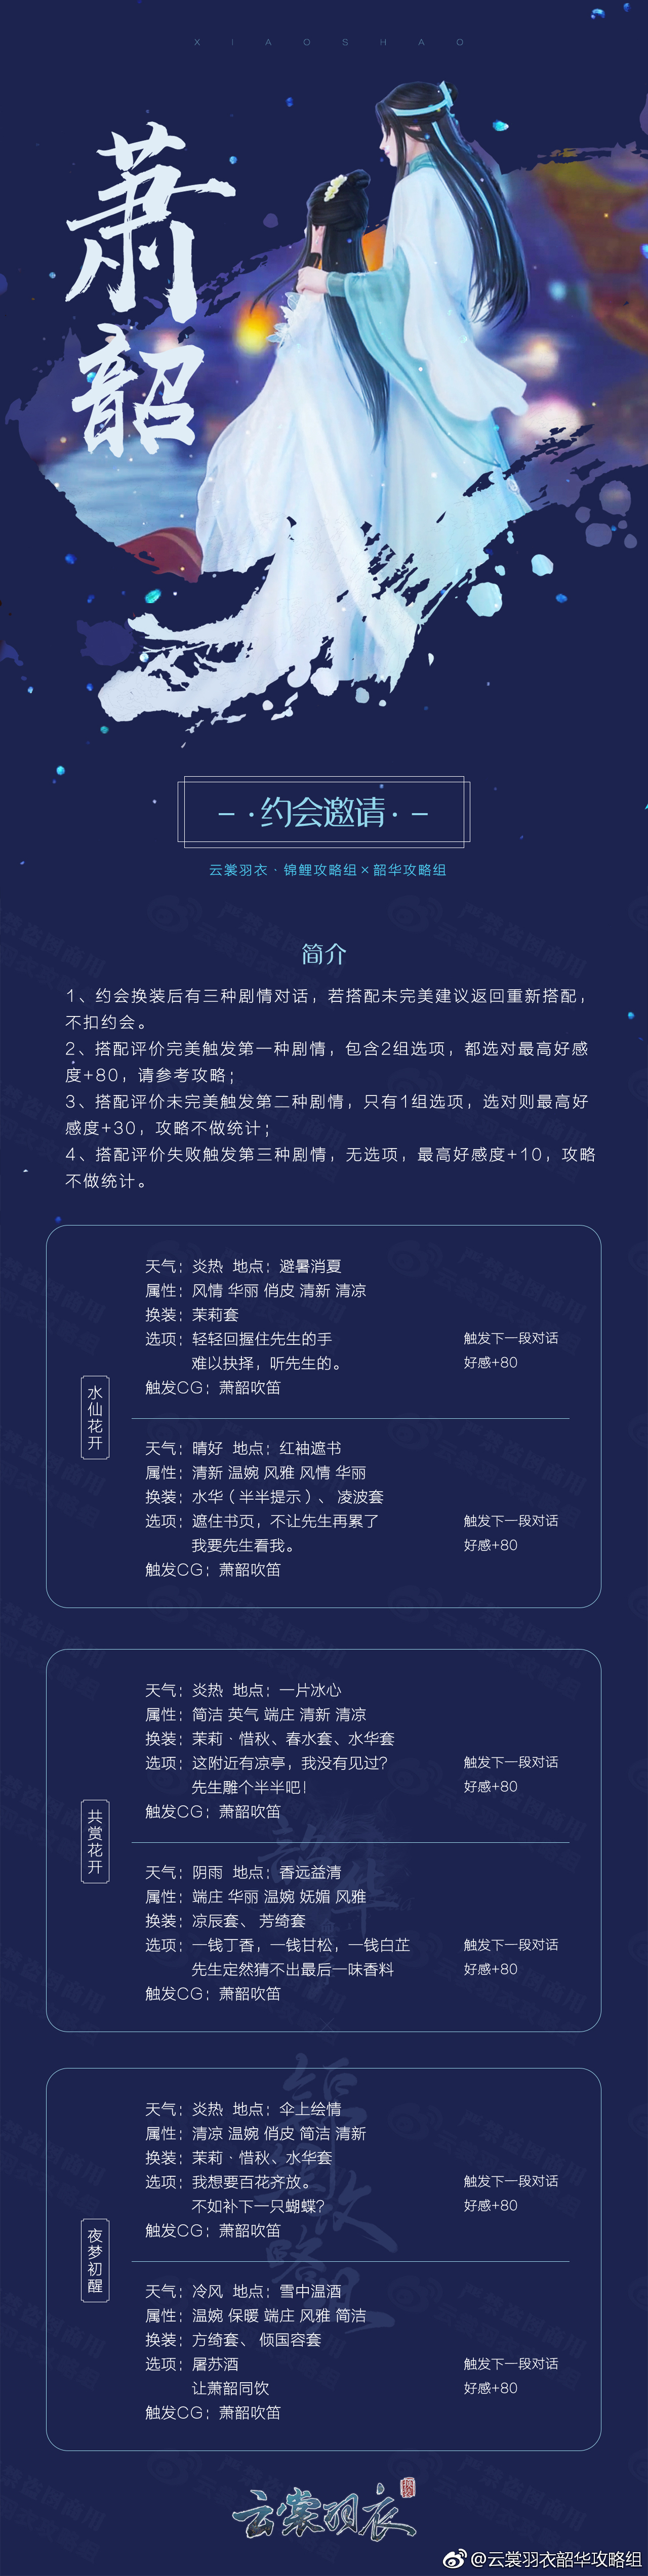 XIAOSHAO
萧韶
- ·约会邀请· -
云裳羽衣·锦鲤攻略组×韶华攻略组
简介
1、约会换装后有三种剧情对话，若搭配未完美建议返回重新搭配，
不扣约会。
2、搭配评价完美触发第一种剧情，包含2组选项，都选对最高好感
度+80，请参考攻略；
3、搭配评价未完美触发第二种剧情，只有1组选项，选对则最高好
感度+30，攻略不做统计；
4、搭配评价失败触发第三种剧情，无选项，最高好感度+10，攻略
不做统计。
水仙花开
天气：炎热 地点：避暑消夏
属性：风情 华丽 俏皮 清新 清凉
换装：茉莉套
选项：轻轻回握住先生的手 触发下一段对话
难以抉择，听先生的。 好感+80
触发CG：萧韶吹笛
天气：晴好 地点：红袖遮书
属性：清新 温婉 风雅 风情 华丽
换装：水华（半半提示）、凌波套
选项：遮住书页，不让先生再累了 触发下一段对话
我要先生看我。 好感+80
触发CG：萧韶吹笛
共赏花开
天气：炎热 地点：一片冰心
属性：简洁 英气 端庄 清新 清凉
换装：茉莉·惜秋、春水套、水华套
选项：这附近有凉亭，我没有见过？ 触发下一段对话
先生雕个半半吧！ 好感+80
触发CG：萧韶吹笛
天气：阴雨 地点：香远益清
属性：端庄 华丽 温婉 妩媚 风雅
换装：凉辰套、芳绮套
选项：一钱丁香，一钱甘松，一钱白芷 触发下一段对话
先生定然猜不出最后一味香料 好感+80
触发CG：萧韶吹笛
夜梦初醒
天气：炎热 地点：伞上绘情
属性：清凉 温婉 俏皮 简洁 清新
换装：茉莉·惜秋、水华套
选项：我想要百花齐放。 触发下一段对话
不如补下一只蝴蝶？ 好感+80
触发CG：萧韶吹笛
天气：冷风 地点：雪中温酒
属性：温婉 保暖 端庄 风雅 简洁
换装：方绮套、倾国容套
选项：屠苏酒 触发下一段对话
让萧韶同饮 好感+80
触发CG：萧韶吹笛
云裳羽衣
@云裳羽衣韶华攻略组